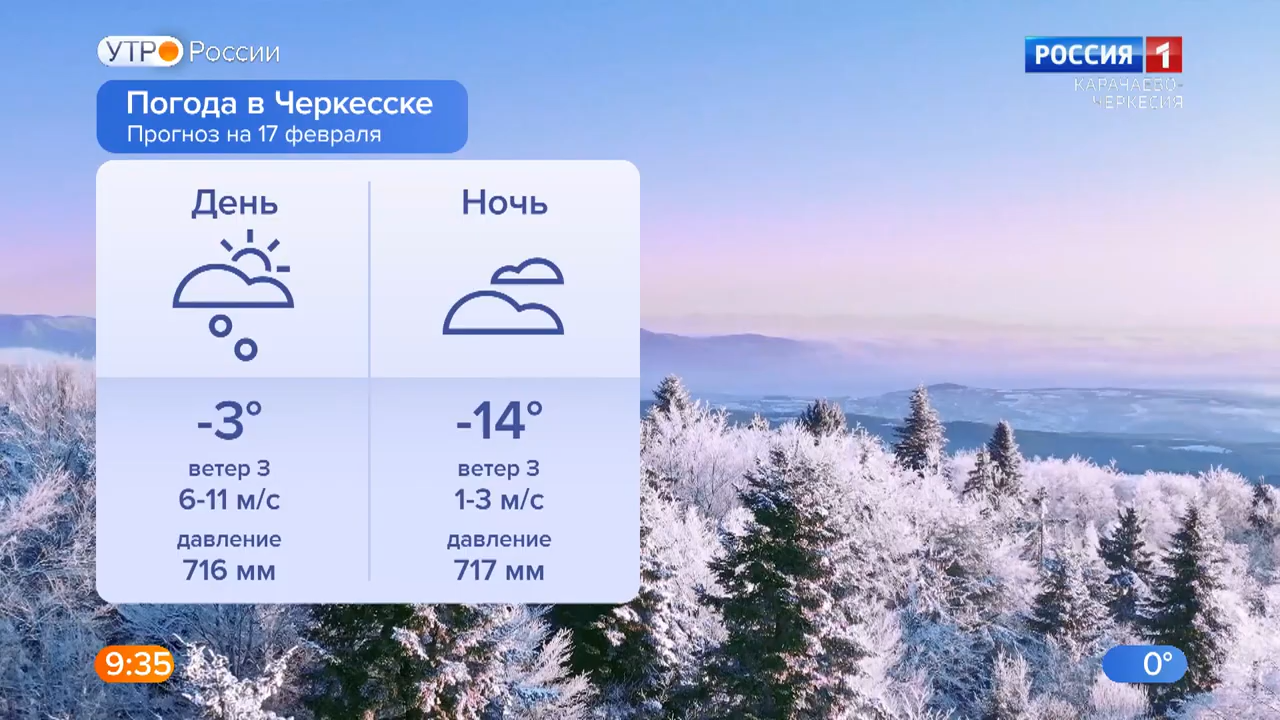 УТРО России
РОССИЯ 1
КАРАЧАЕВО-
ЧЕРКЕСИЯ
Погода в Черкесске
Прогноз на 17 февраля
День
Ночь
-3°
-14°
ветер З
ветер З
6-11 м/с
1-3 м/с
давление
давление
716 мм
717 мм
9:35
0°